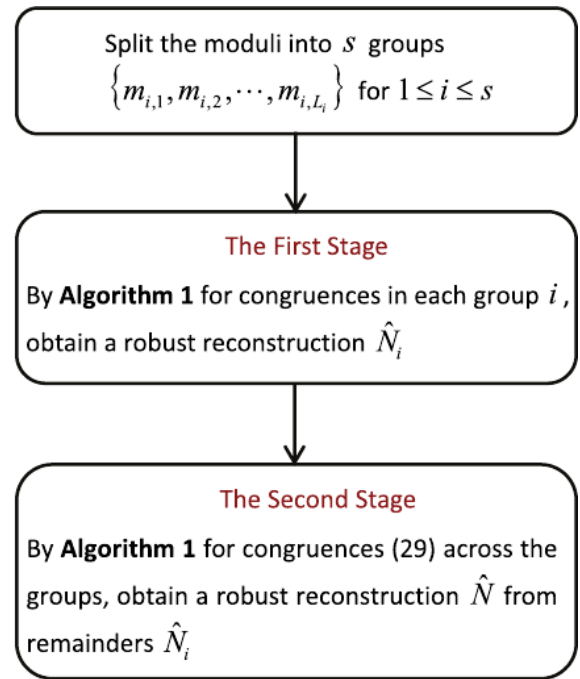 Split the moduli into s groups
{m_{i,1}, m_{i,2}, ⋯, m_{i,L_i}} for 1 ≤ i ≤ s
The First Stage
By Algorithm 1 for congruences in each group i,
obtain a robust reconstruction N̂_i
The Second Stage
By Algorithm 1 for congruences (29) across the
groups, obtain a robust reconstruction N̂ from
remainders N̂_i